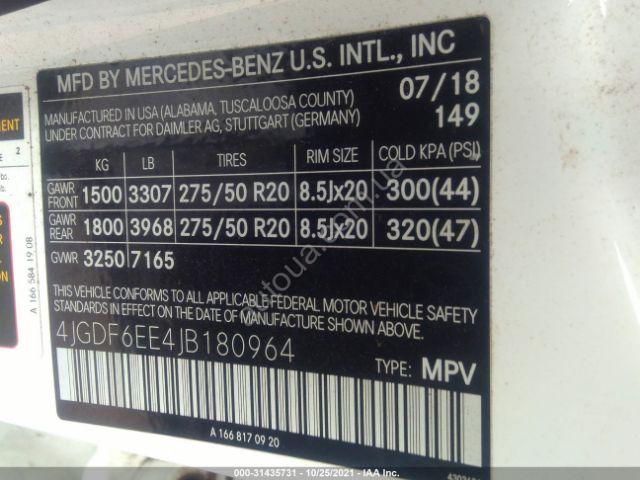 MFD BY MERCEDES-BENZ U.S. INTL., INC
07/18
MANUFACTURED IN USA (ALABAMA, TUSCALOOSA COUNTY)
UNDER CONTRACT FOR DAIMLER AG, STUTTGART (GERMANY)
149
KG LB TIRES RIM SIZE COLD KPA (PSI)
GAWR FRONT 1500 3307 275/50 R20 8.5Jx20 300(44)
GAWR REAR 1800 3968 275/50 R20 8.5Jx20 320(47)
GVWR 3250 7165
THIS VEHICLE CONFORMS TO ALL APPLICABLE FEDERAL MOTOR VEHICLE SAFETY
STANDARDS IN EFFECT ON THE DATE OF MANUFACTURE SHOWN ABOVE.
4JGDF6EE4JB180964
TYPE: MPV
A 166 817 09 20
A 166 584 19 08
2
000-31435731 - 10/25/2021 - IAA Inc.